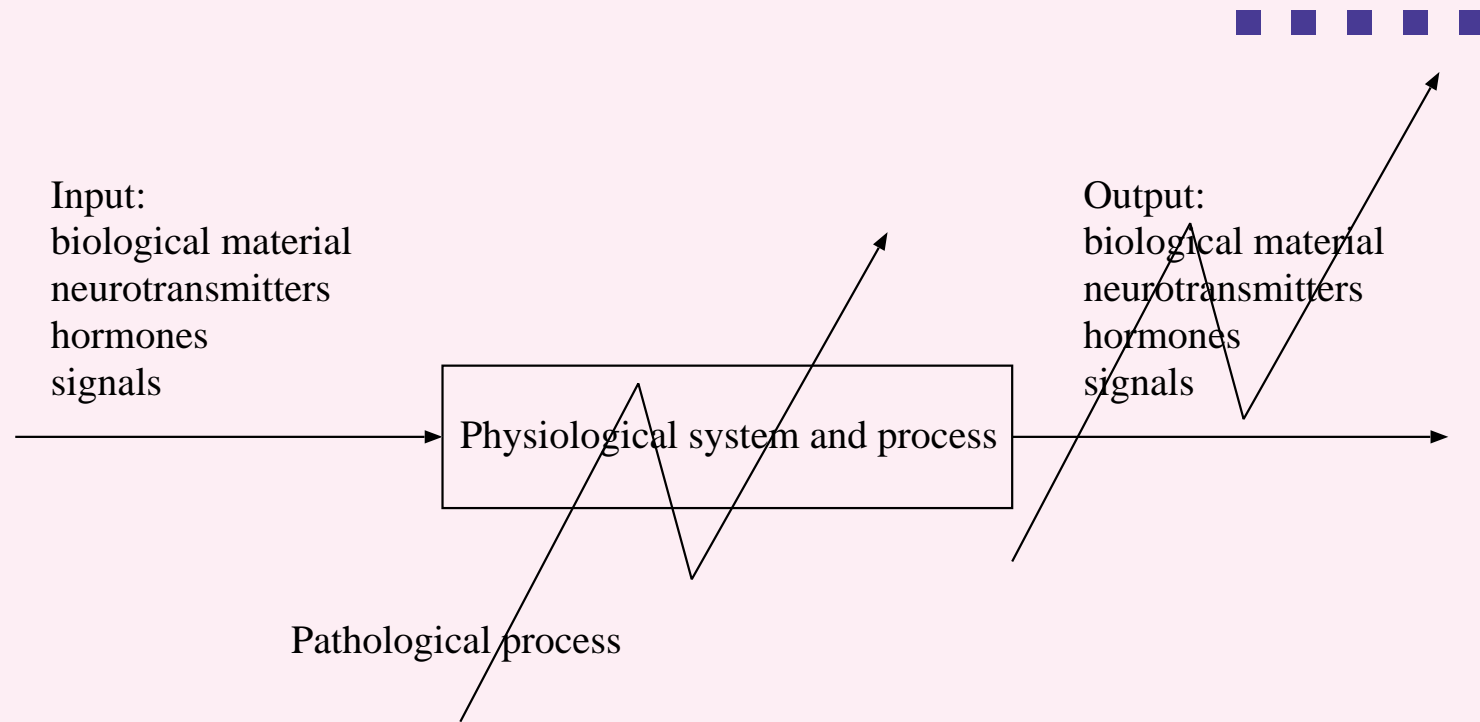 Input:
biological material
neurotransmitters
hormones
signals
Output:
biological material
neurotransmitters
hormones
signals
Physiological system and process
Pathological process